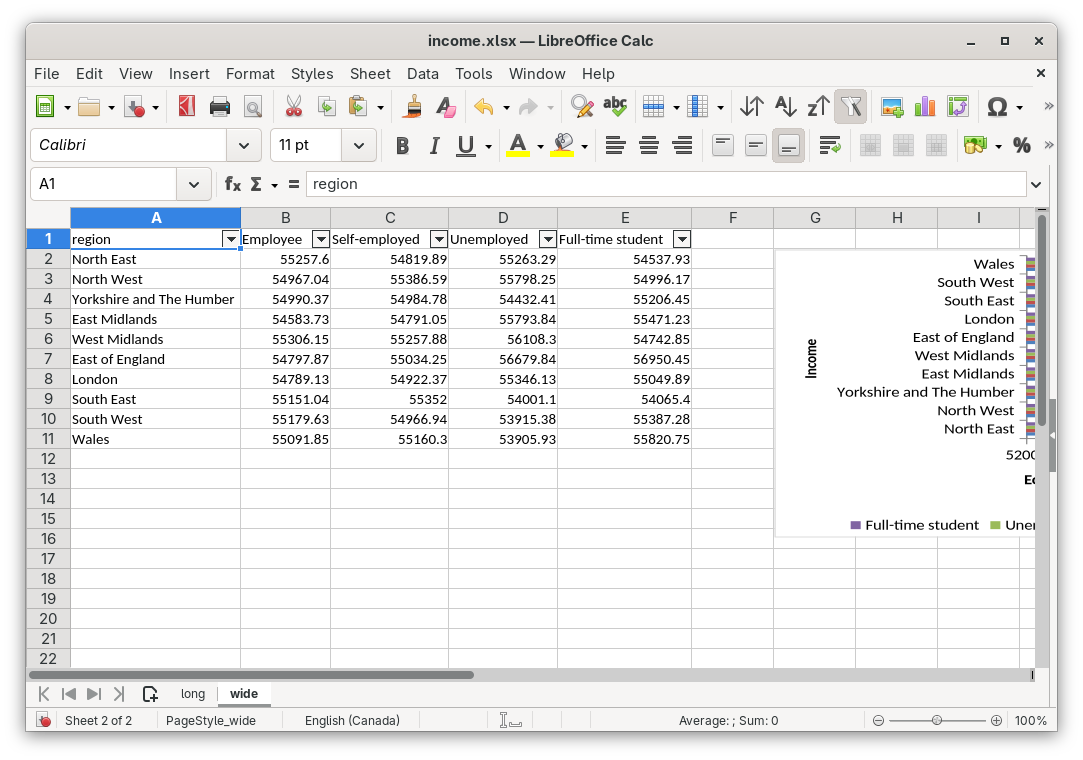 income.xlsx — LibreOffice Calc
File Edit View Insert Format Styles Sheet Data Tools Window Help
abc Ω »
Calibri 11 pt B I U A % »
A1 fx Σ = region
A B C D E F G H I
1 region Employee Self-employed Unemployed Full-time student
2 North East 55257.6 54819.89 55263.29 54537.93
3 North West 54967.04 55386.59 55798.25 54996.17
4 Yorkshire and The Humber 54990.37 54984.78 54432.41 55206.45
5 East Midlands 54583.73 54791.05 55793.84 55471.23
6 West Midlands 55306.15 55257.88 56108.3 54742.85
7 East of England 54797.87 55034.25 56679.84 56950.45
8 London 54789.13 54922.37 55346.13 55049.89
9 South East 55151.04 55352 54001.1 54065.4
10 South West 55179.63 54966.94 53915.38 55387.28
11 Wales 55091.85 55160.3 53905.93 55820.75
12
13
14
15
16
17
18
19
20
21
22
Income
Wales
South West
South East
London
East of England
West Midlands
East Midlands
Yorkshire and The Humber
North West
North East
5200
Full-time student
long wide
Sheet 2 of 2 PageStyle_wide English (Canada) Average: ; Sum: 0 100%